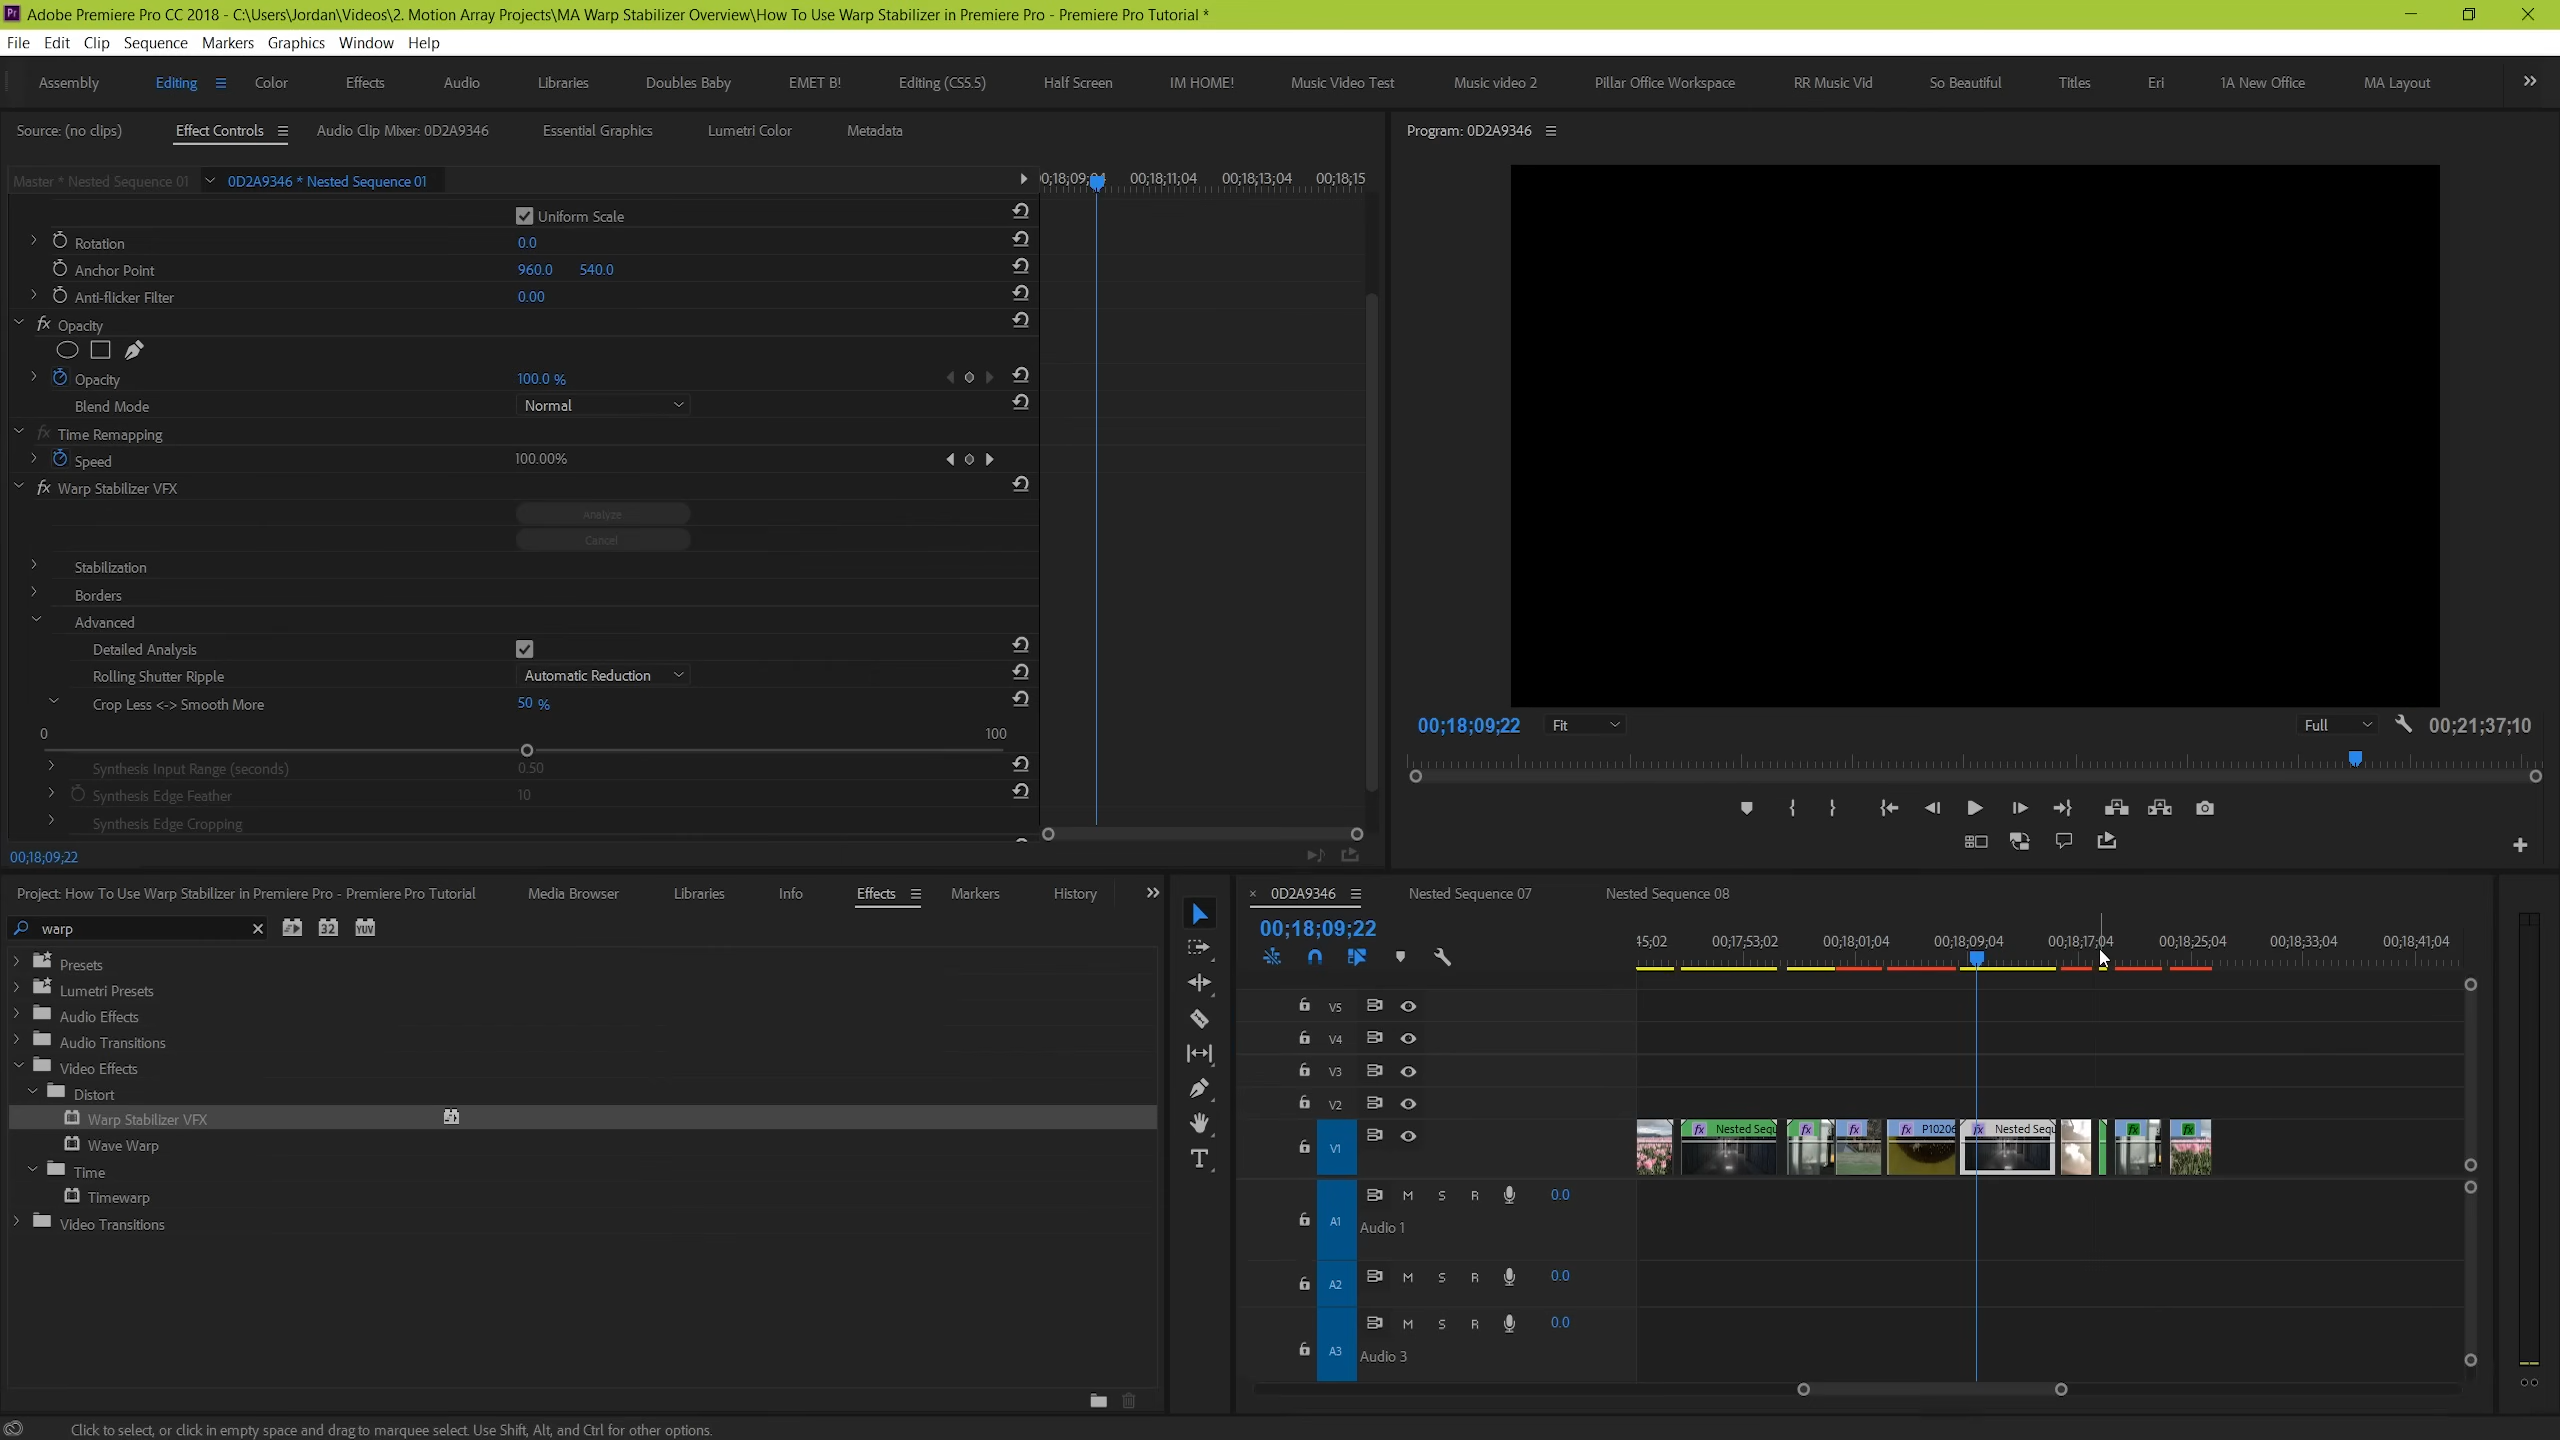 Adobe Premiere Pro CC 2018 - C:\Users\Jordan\Videos\2. Motion Array Projects\MA Warp Stabilizer Overview\How To Use Warp Stabilizer in Premiere Pro - Premiere Pro Tutorial *
File Edit Clip Sequence Markers Graphics Window Help
Assembly Editing Color Effects Audio Libraries Doubles Baby EMET B! Editing (CS5.5) Half Screen IM HOME! Music Video Test Music video 2 Pillar Office Workspace RR Music Vid So Beautiful Titles Eri 1A New Office MA Layout
Source: (no clips) Effect Controls Audio Clip Mixer: 0D2A9346 Essential Graphics Lumetri Color Metadata
Program: 0D2A9346
Master * Nested Sequence 01 0D2A9346 * Nested Sequence 01
00;18;11;04 00;18;13;04 00;18;15
Uniform Scale
Rotation 0.0
Anchor Point 960.0 540.0
Anti-flicker Filter 0.00
fx Opacity
Opacity 100.0 %
Blend Mode Normal
fx Time Remapping
Speed 100.00%
fx Warp Stabilizer VFX
Analyze
Cancel
Stabilization
Borders
Advanced
Detailed Analysis
Rolling Shutter Ripple Automatic Reduction
Crop Less <-> Smooth More 50 %
0 100
Synthesis Input Range (seconds) 0.50
Synthesis Edge Feather 10
Synthesis Edge Cropping
00;18;09;22
00;18;09;22 Fit Full 00;21;37;10
Project: How To Use Warp Stabilizer in Premiere Pro - Premiere Pro Tutorial Media Browser Libraries Info Effects Markers History
warp 32 YUV
Presets
Lumetri Presets
Audio Effects
Audio Transitions
Video Effects
Distort
Warp Stabilizer VFX
Wave Warp
Time
Timewarp
Video Transitions
× 0D2A9346 Nested Sequence 07 Nested Sequence 08
00;18;09;22
45;02 00;17;53;02 00;18;01;04 00;18;09;04 00;18;17;04 00;18;25;04 00;18;33;04 00;18;41;04
V5
V4
V3
V2
V1
fx Nested Sequ fx fx fx P10206 fx Nested Sequ fx fx
A1 M S R 0.0
Audio 1
A2 M S R 0.0
A3 M S R 0.0
Audio 3
Click to select, or click in empty space and drag to marquee select. Use Shift, Alt, and Ctrl for other options.